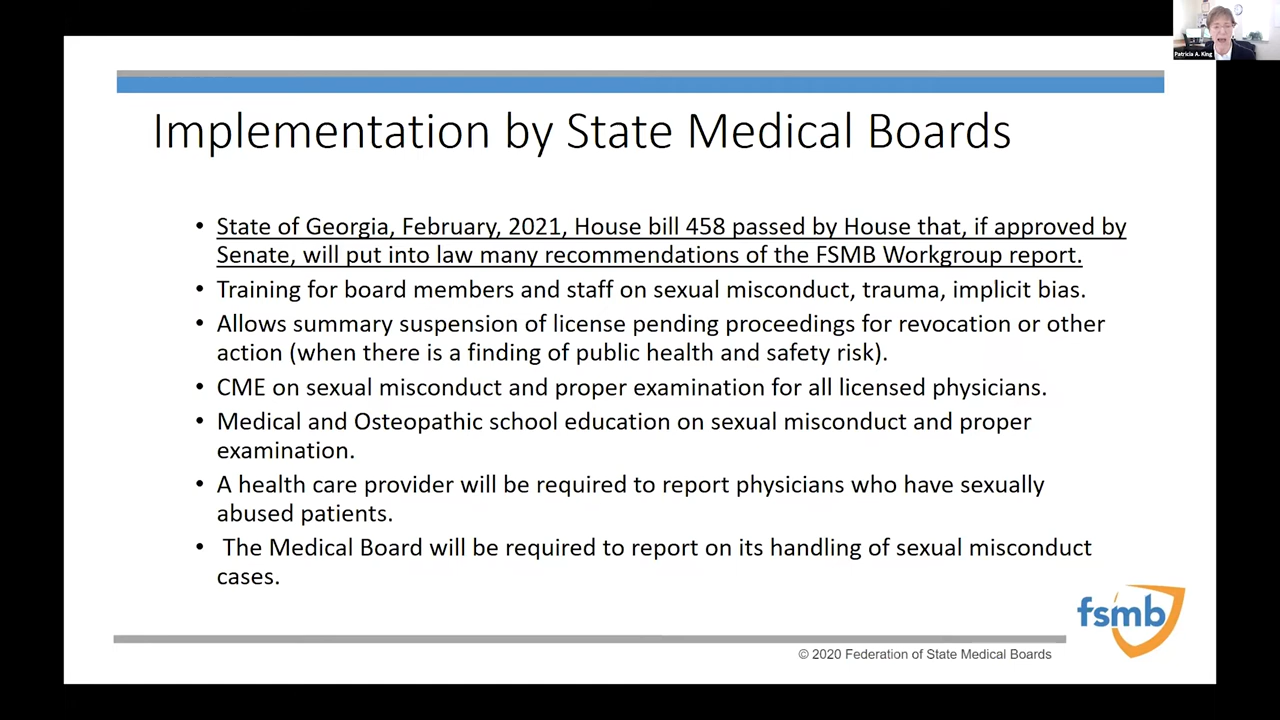 Patricia A. King
Implementation by State Medical Boards
• State of Georgia, February, 2021, House bill 458 passed by House that, if approved by
Senate, will put into law many recommendations of the FSMB Workgroup report.
• Training for board members and staff on sexual misconduct, trauma, implicit bias.
• Allows summary suspension of license pending proceedings for revocation or other
action (when there is a finding of public health and safety risk).
• CME on sexual misconduct and proper examination for all licensed physicians.
• Medical and Osteopathic school education on sexual misconduct and proper
examination.
• A health care provider will be required to report physicians who have sexually
abused patients.
• The Medical Board will be required to report on its handling of sexual misconduct
cases.
fsmb
© 2020 Federation of State Medical Boards